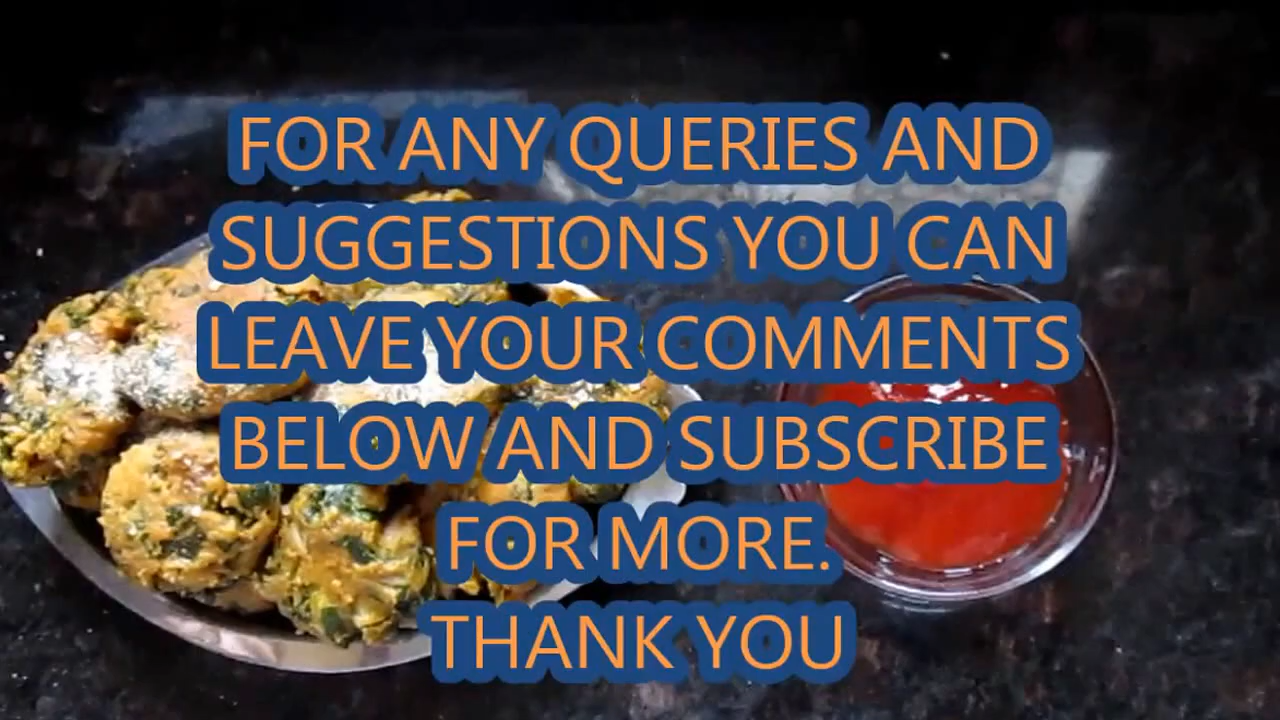 FOR ANY QUERIES AND
SUGGESTIONS YOU CAN
LEAVE YOUR COMMENTS
BELOW AND SUBSCRIBE
FOR MORE.
THANK YOU